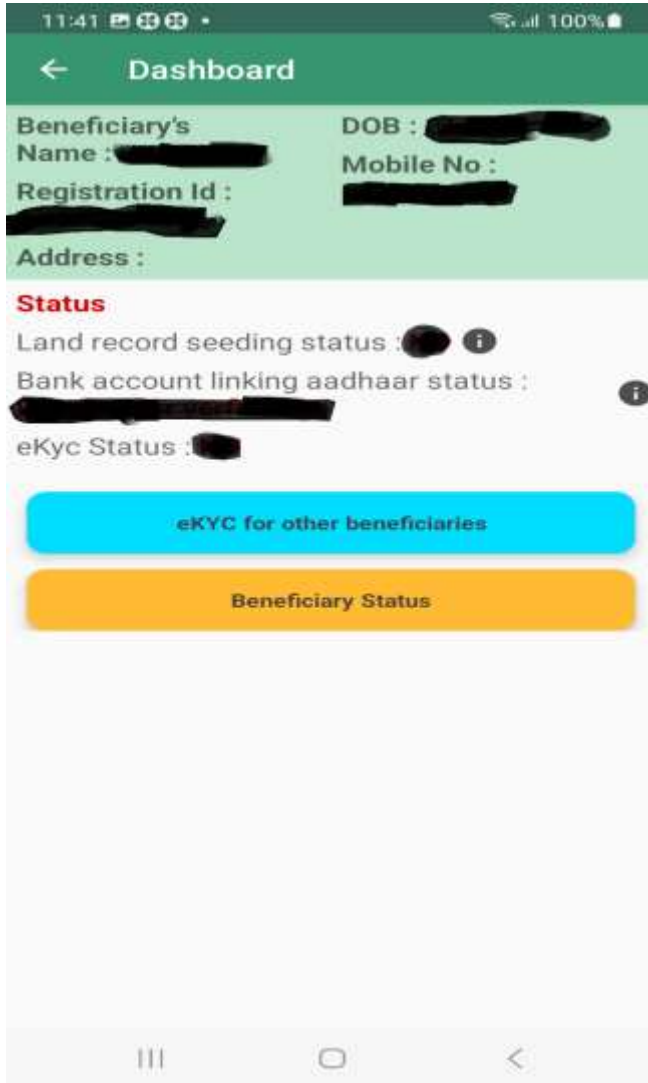 11:41 100%
Dashboard
Beneficiary's
Name :
DOB :
Mobile No :
Registration Id :
Address :
Status
Land record seeding status :
Bank account linking aadhaar status :
eKyc Status :
eKYC for other beneficiaries
Beneficiary Status